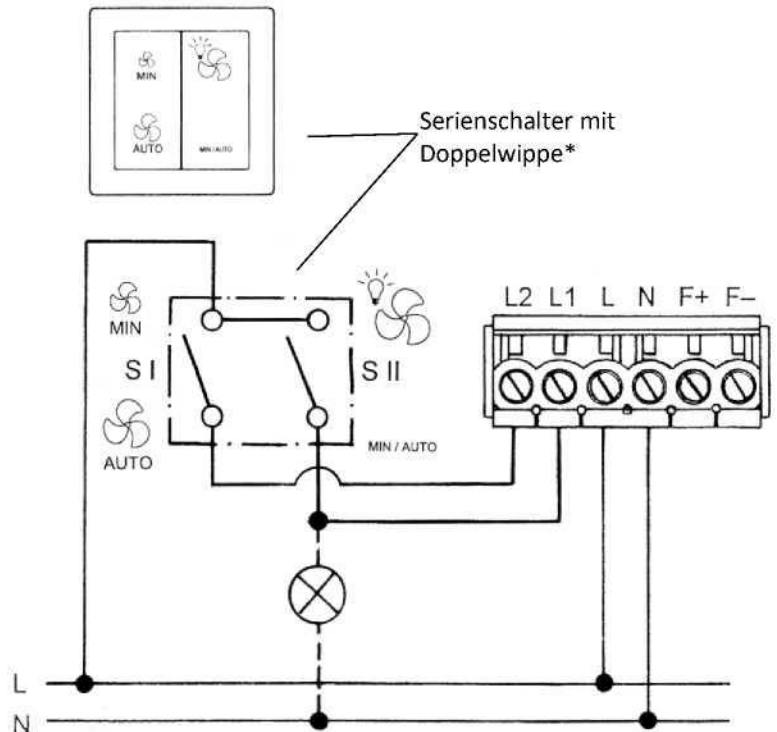 MIN
AUTO
MIN / AUTO
Serienschalter mit
Doppelwippe*
MIN
S I
AUTO
S II
MIN / AUTO
L2 L1 L N F+ F–
L
N